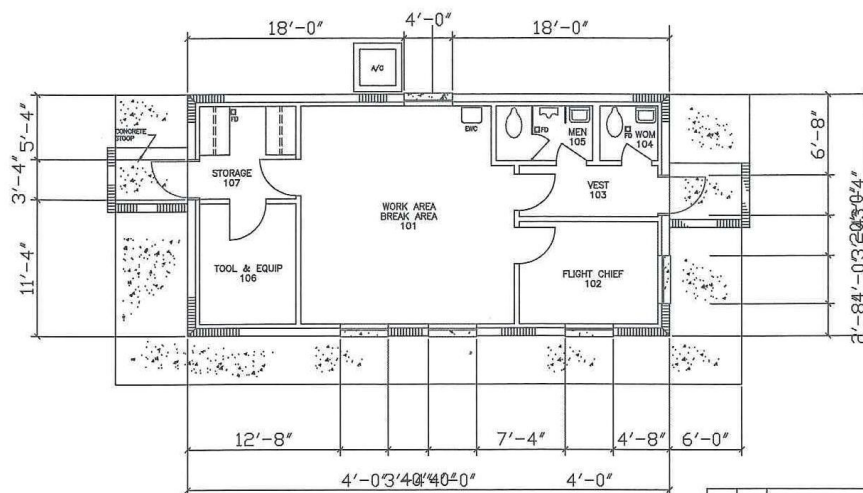 18'-0"
4'-0"
18'-0"
A/C
5'-4"
3'-4"
11'-4"
CONCRETE
STOOP
FD
STORAGE
107
TOOL & EQUIP
106
WORK AREA
BREAK AREA
101
EWC
FD
MEN
105
FD
WOM
104
VEST
103
FLIGHT CHIEF
102
6'-8"
12'-8"
7'-4"
4'-8"
6'-0"
4'-0"
4'-0"